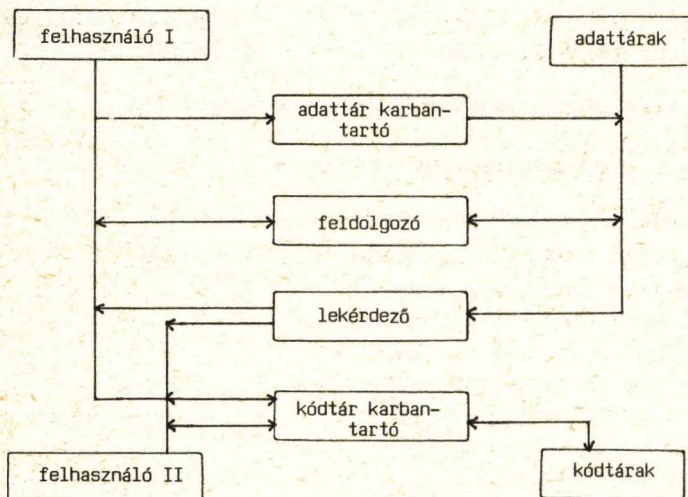 felhasználó I
adattárak
adattár karban-
tartó
feldolgozó
lekérdező
kódtár karban-
tartó
felhasználó II
kódtárak